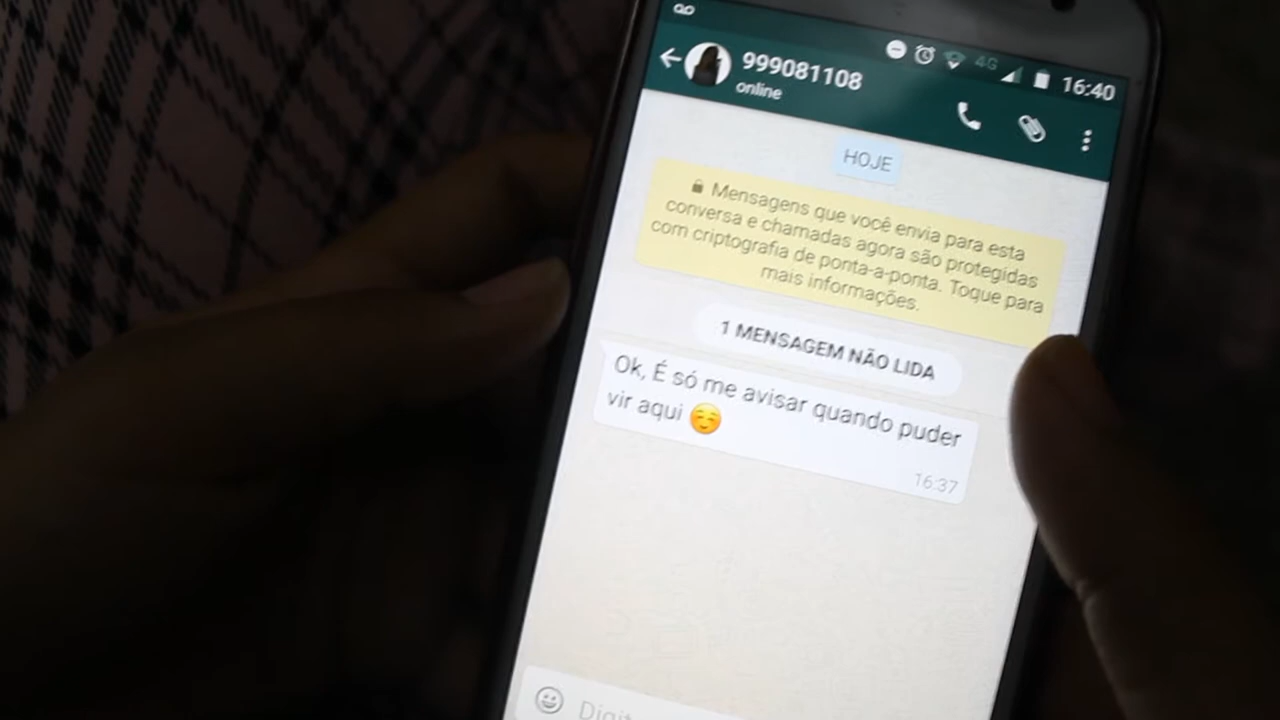 4G 16:40
999081108
online
HOJE
Mensagens que você envia para esta
conversa e chamadas agora são protegidas
com criptografia de ponta-a-ponta. Toque para
mais informações.
1 MENSAGEM NÃO LIDA
Ok, É só me avisar quando puder
vir aqui ☺️
16:37